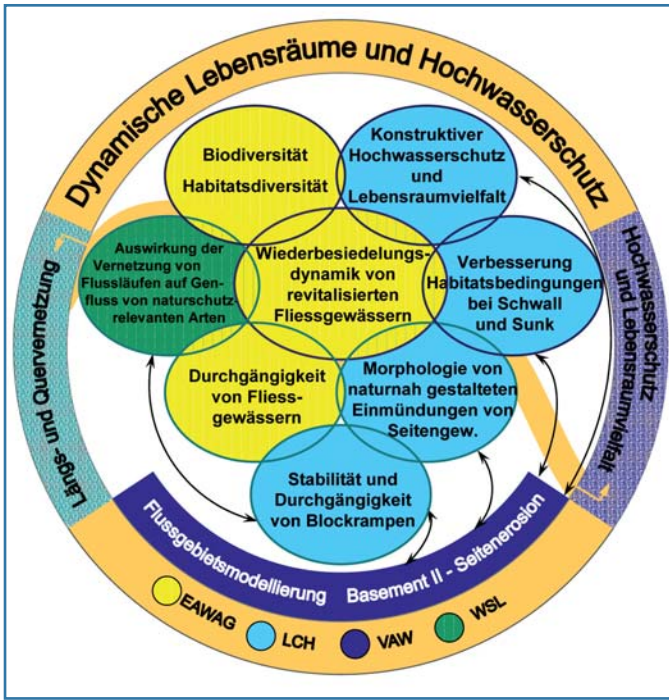 Dynamische Lebensräume und Hochwasserschutz
Biodiversität
Habitatsdiversität
Konstruktiver
Hochwasserschutz
und
Lebensraumvielfalt
Auswirkung der
Vernetzung von
Flussläufen auf Gen-
fluss von naturschutz-
relevanten Arten
Wiederbesiedelungs-
dynamik von
revitalisierten
Fliessgewässern
Verbesserung
Habitatsbedingungen
bei Schwall
und Sunk
Durchgängigkeit
von Fliess-
gewässern
Morphologie von
naturnah gestalteten
Einmündungen von
Seitengew.
Stabilität und
Durchgängigkeit
von Blockrampen
Längs- und Quervernetzung
Hochwasserschutz
und Lebensraumvielfalt
Flussgebietsmodellierung Basement II - Seitenerosion
EAWAG
LCH
VAW
WSL